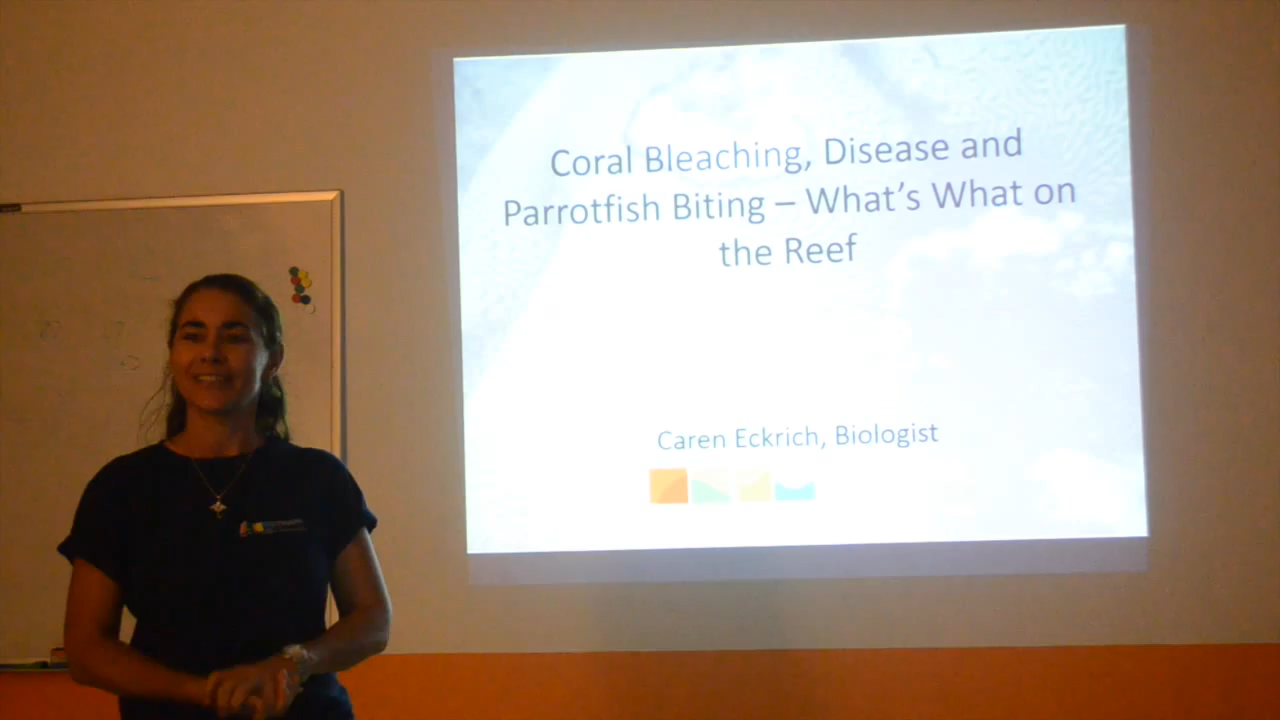 Coral Bleaching, Disease and
Parrotfish Biting – What’s What on
the Reef
Caren Eckrich, Biologist